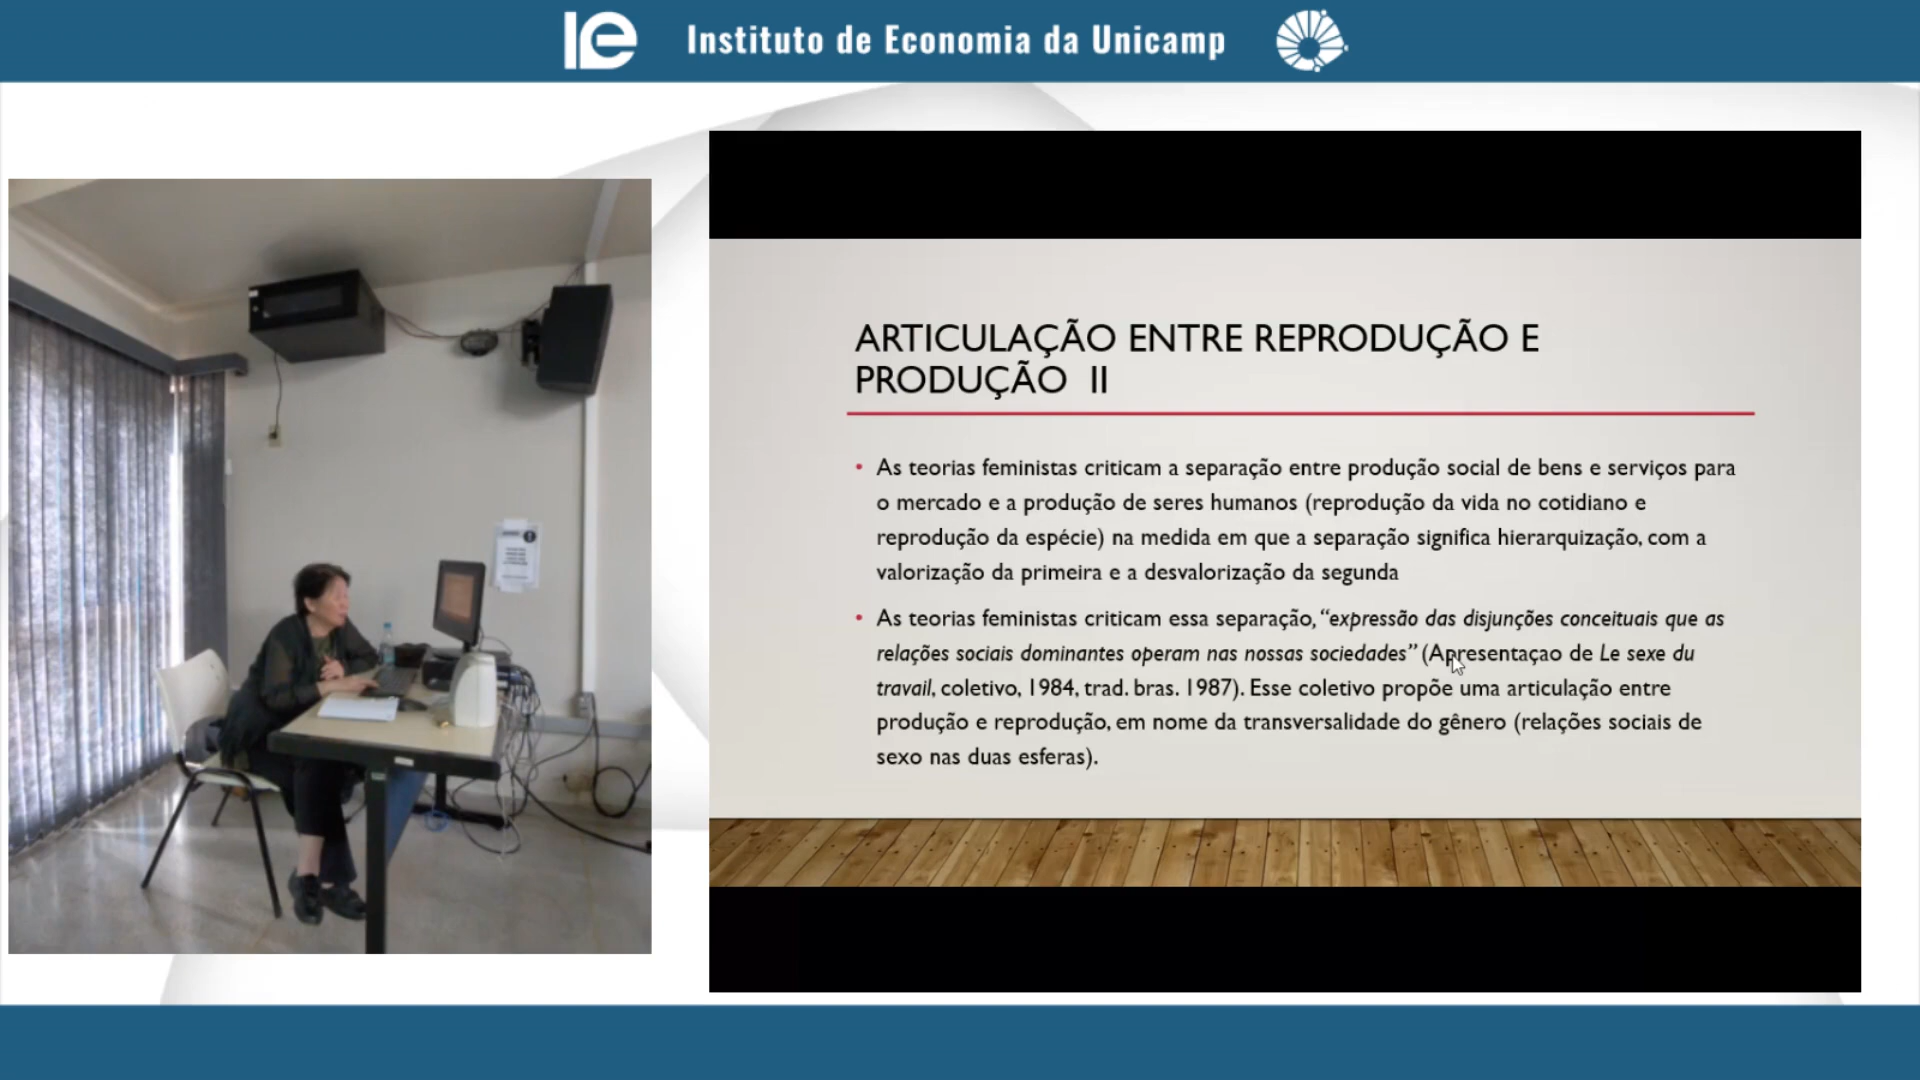 Ie Instituto de Economia da Unicamp
ARTICULAÇÃO ENTRE REPRODUÇÃO E
PRODUÇÃO II
• As teorias feministas criticam a separação entre produção social de bens e serviços para
o mercado e a produção de seres humanos (reprodução da vida no cotidiano e
reprodução da espécie) na medida em que a separação significa hierarquização, com a
valorização da primeira e a desvalorização da segunda
• As teorias feministas criticam essa separação, “expressão das disjunções conceituais que as
relações sociais dominantes operam nas nossas sociedades” (Apresentaçao de Le sexe du
travail, coletivo, 1984, trad. bras. 1987). Esse coletivo propõe uma articulação entre
produção e reprodução, em nome da transversalidade do gênero (relações sociais de
sexo nas duas esferas).